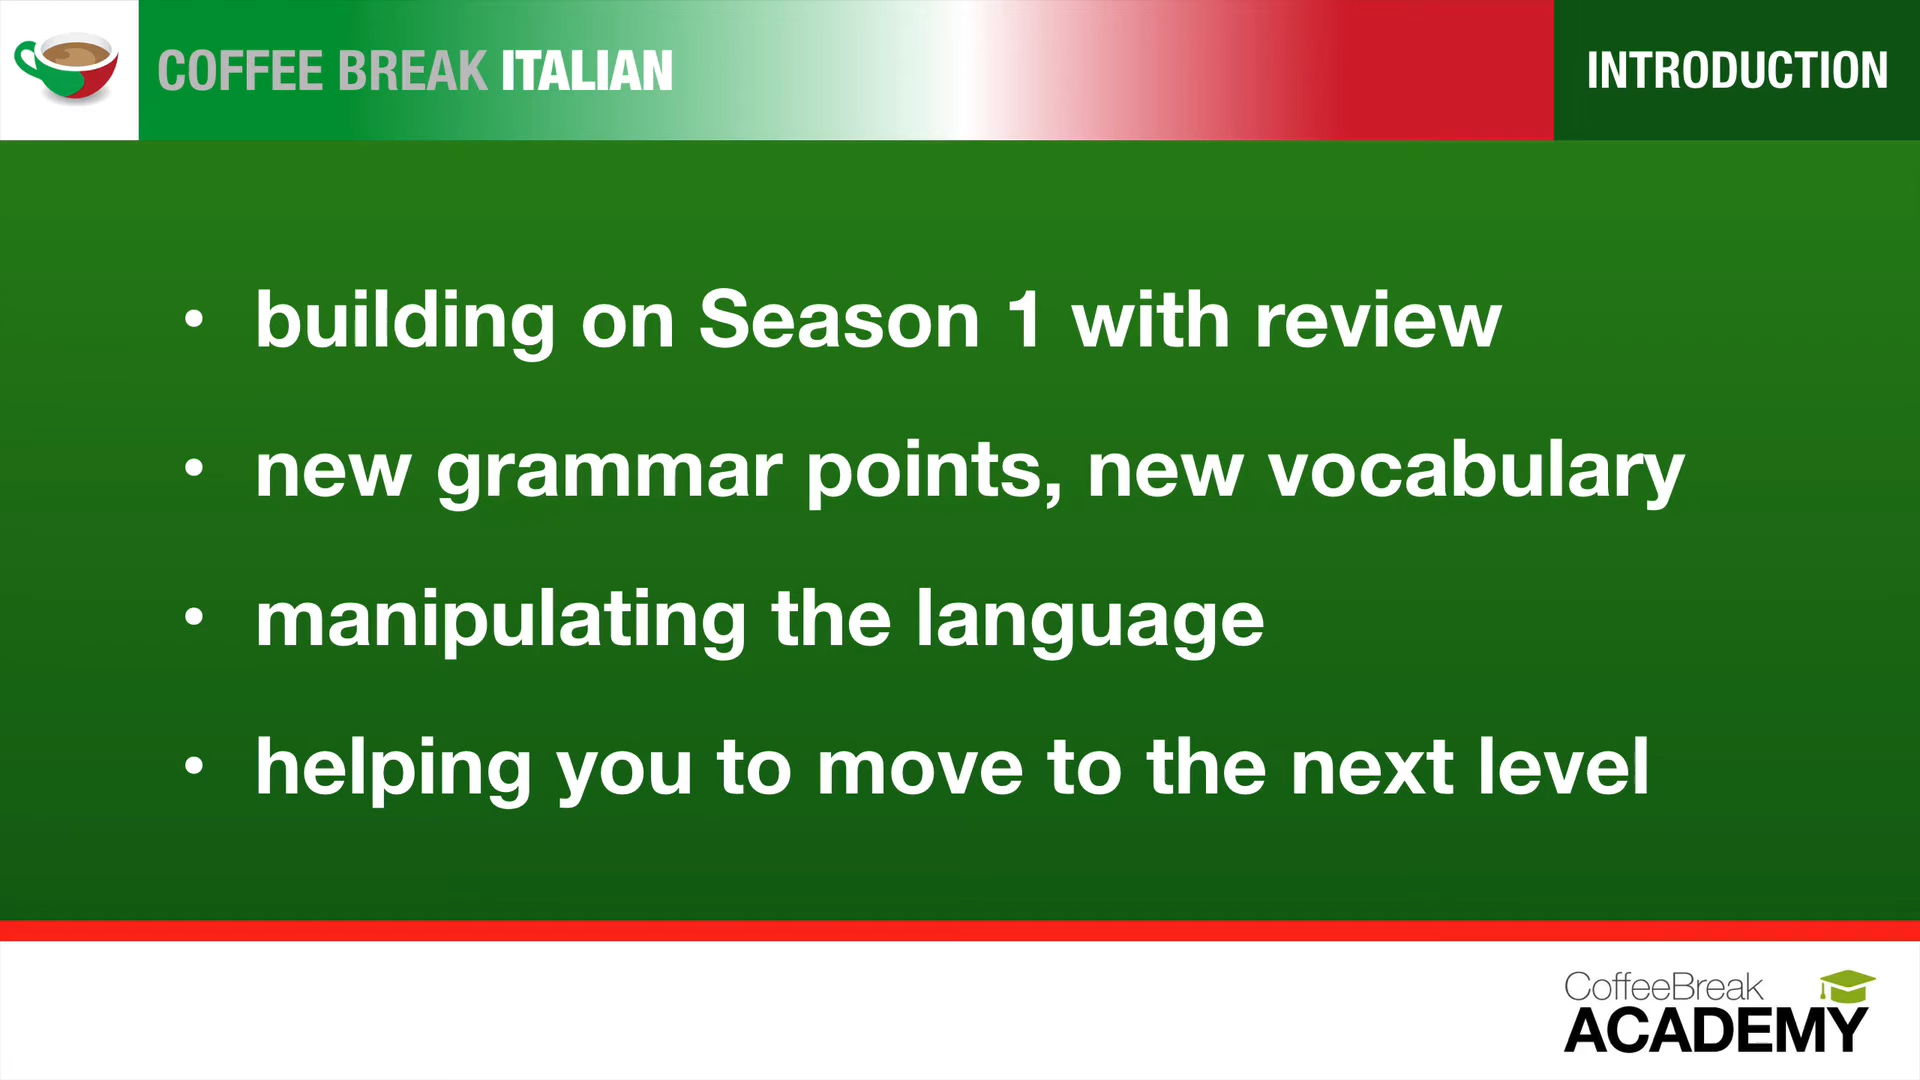 COFFEE BREAK ITALIAN
INTRODUCTION
• building on Season 1 with review
• new grammar points, new vocabulary
• manipulating the language
• helping you to move to the next level
CoffeeBreak
ACADEMY